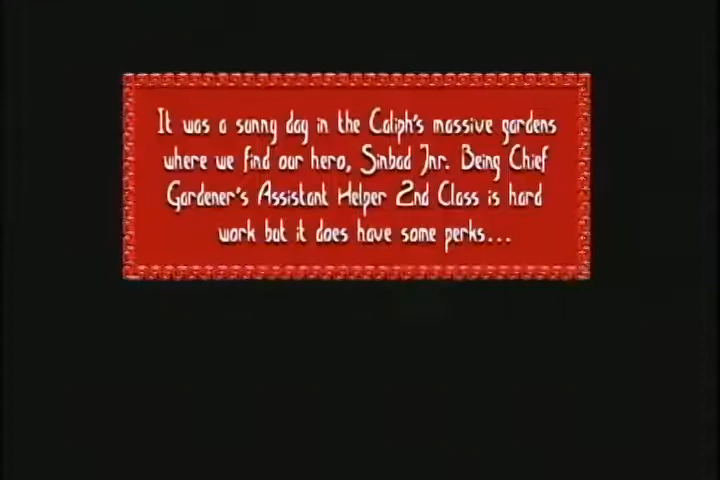 It was a sunny day in the Caliph's massive gardens
where we find our hero, Sinbad Jnr. Being Chief
Gardener's Assistant Helper 2nd Class is hard
work but it does have some perks...